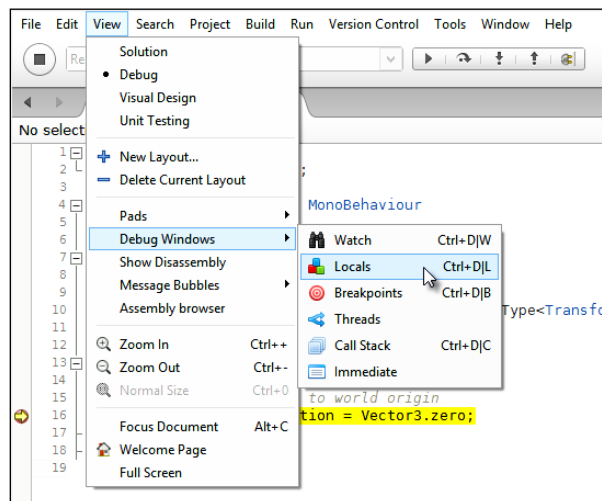 File Edit View Search Project Build Run Version Control Tools Window Help
Solution
Debug
Visual Design
Unit Testing
No select
New Layout...
Delete Current Layout
Pads
Debug Windows
Show Disassembly
Message Bubbles
Assembly browser
Zoom In Ctrl++
Zoom Out Ctrl+-
Normal Size Ctrl+0
Focus Document Alt+C
Welcome Page
Full Screen
Watch Ctrl+D|W
Locals Ctrl+D|L
Breakpoints Ctrl+D|B
Threads
Call Stack Ctrl+D|C
Immediate
1
2 ;
3
4 MonoBehaviour
5
6
7
8
9
10 Type<Transfo
11
12
13
14
15 to world origin
16 tion = Vector3.zero;
17
18
19